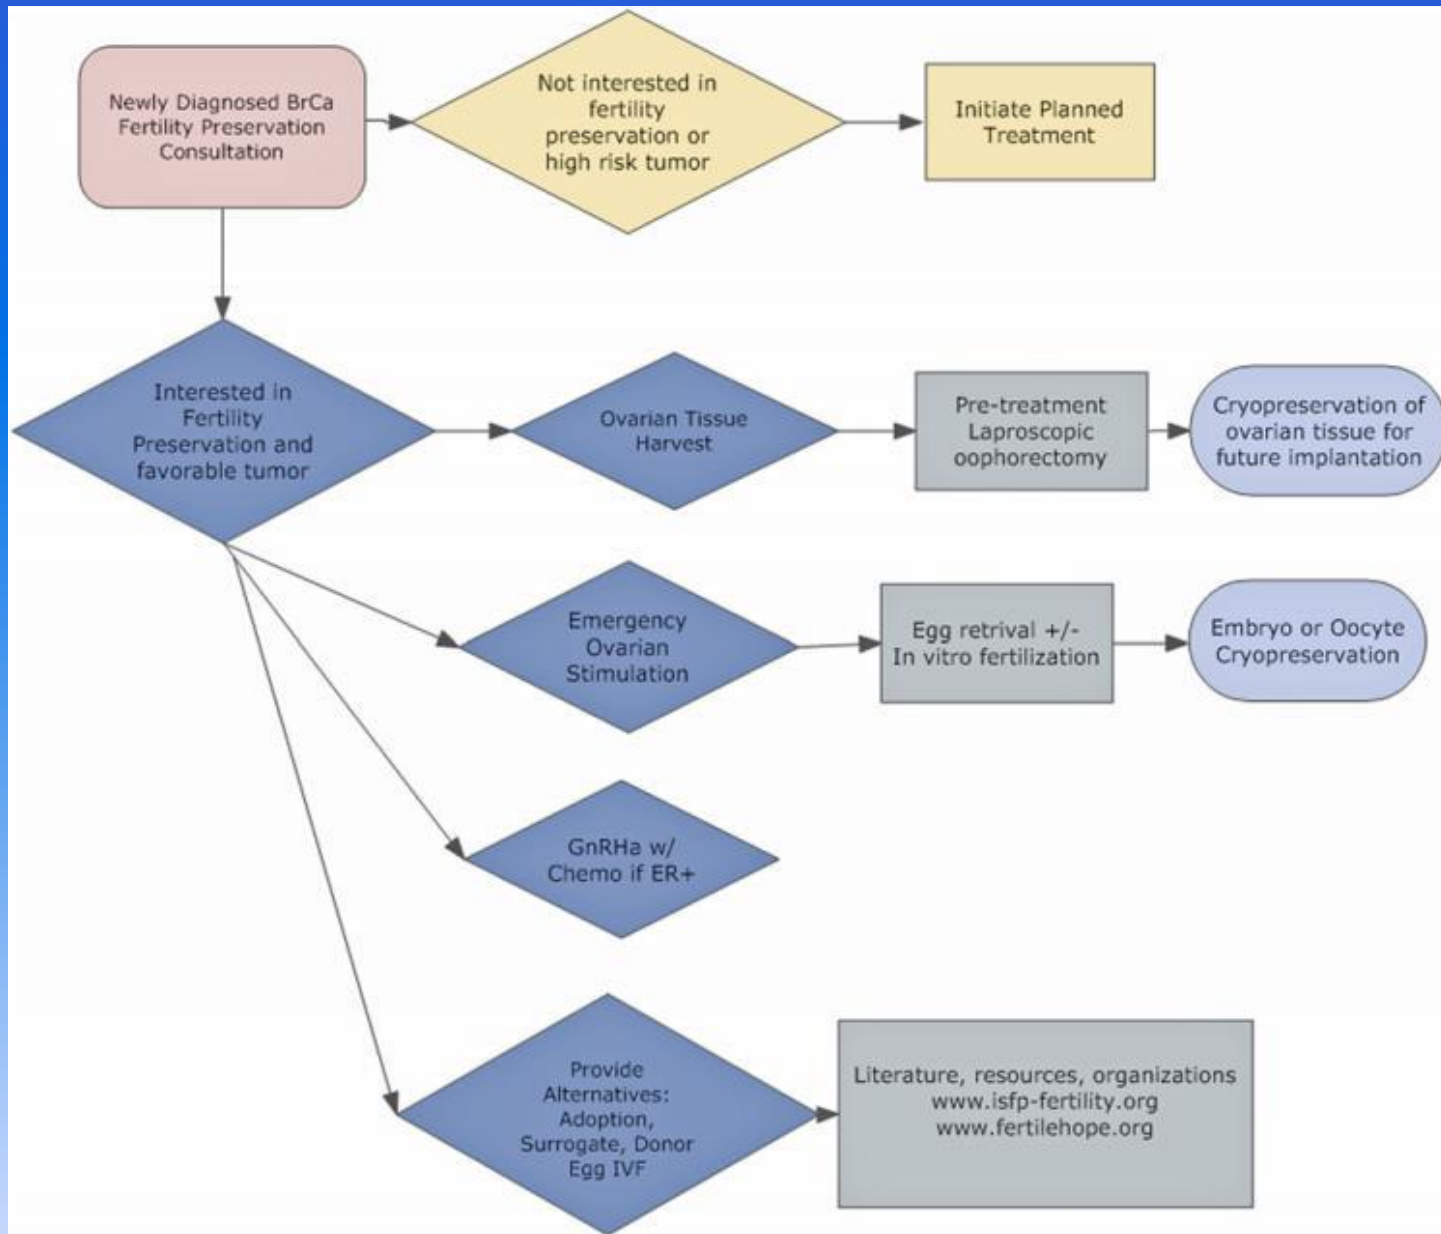 Newly Diagnosed BrCa
Fertility Preservation
Consultation
Not interested in
fertility
preservation or
high risk tumor
Initiate Planned
Treatment
Interested in
Fertility
Preservation and
favorable tumor
Ovarian Tissue
Harvest
Pre-treatment
Laproscopic
oophorectomy
Cryopreservation of
ovarian tissue for
future implantation
Emergency
Ovarian
Stimulation
Egg retrival +/-
In vitro fertilization
Embryo or Oocyte
Cryopreservation
GnRHa w/
Chemo if ER+
Provide
Alternatives:
Adoption,
Surrogate, Donor
Egg IVF
Literature, resources, organizations
www.isfp-fertility.org
www.fertilehope.org